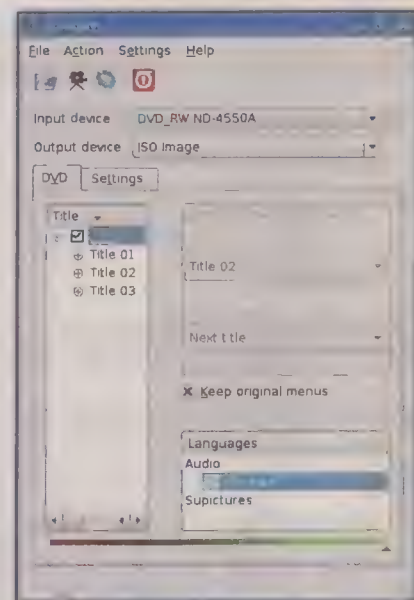 File Action Settings Help
Input device DVD_RW ND-4550A
Output device ISO Image
DVD Settings
Title
Title 01
Title 02
Title 03
Title 02
Next title
Keep original menus
Languages
Audio
Supictures